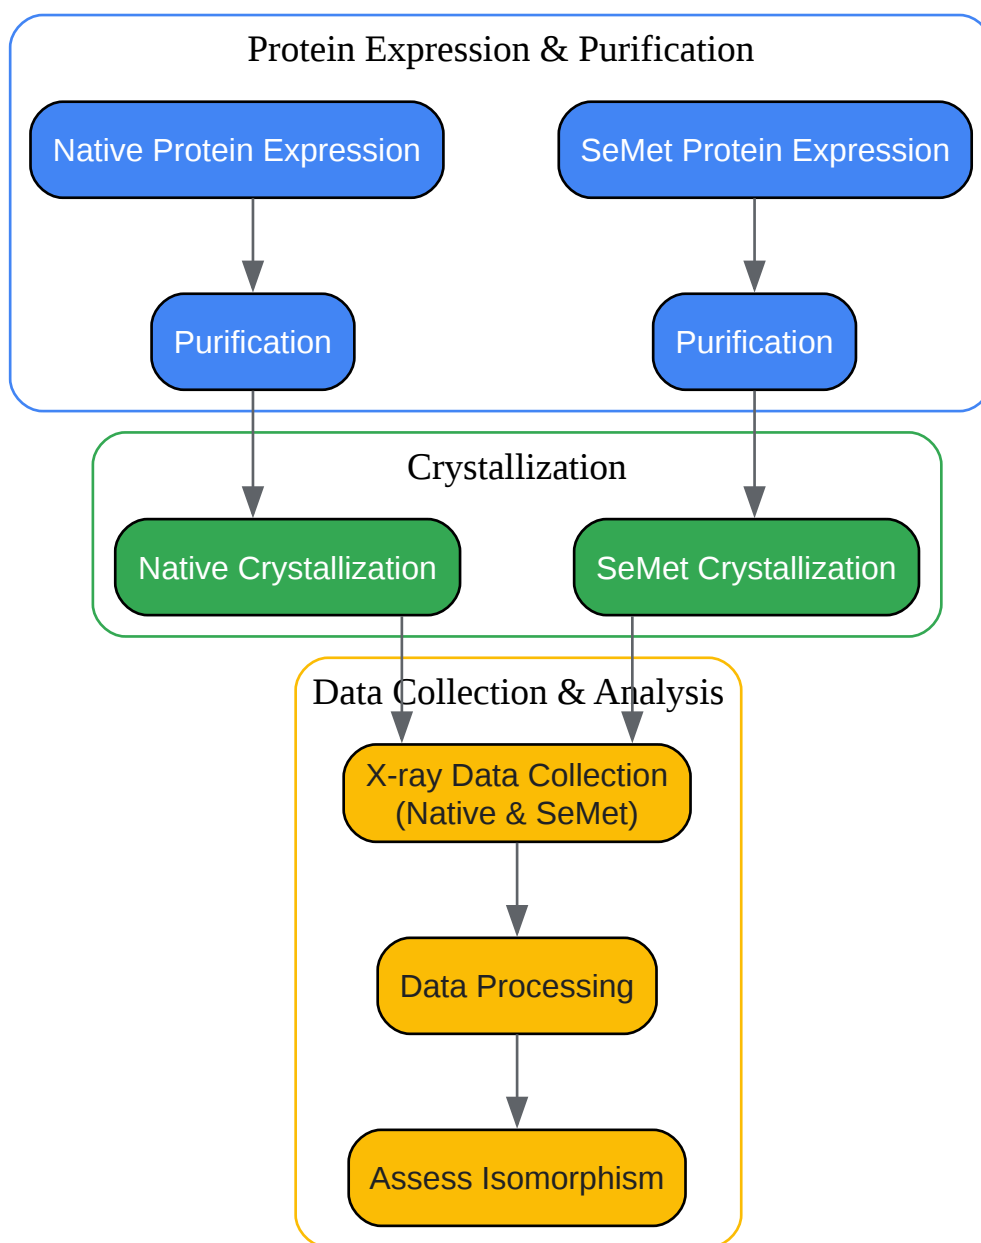 Protein Expression & Purification
Native Protein Expression
SeMet Protein Expression
Purification
Purification
Crystallization
Native Crystallization
SeMet Crystallization
Data Collection & Analysis
X-ray Data Collection
(Native & SeMet)
Data Processing
Assess Isomorphism